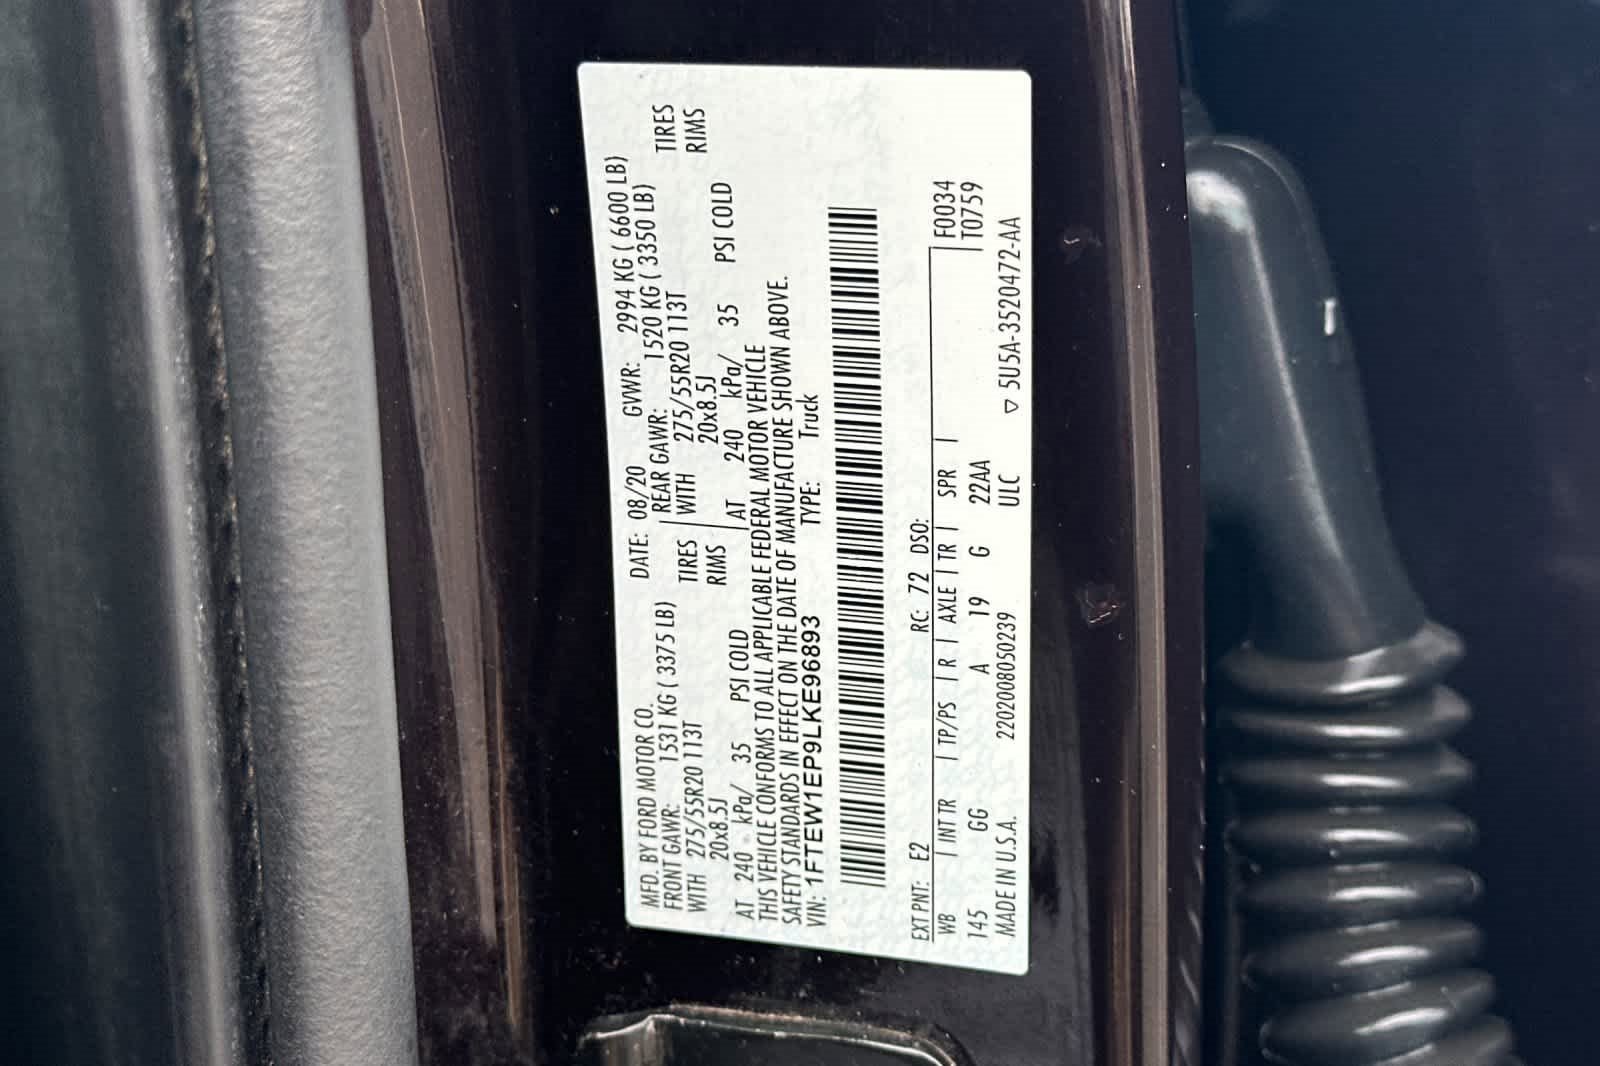 MFD. BY FORD MOTOR CO.
DATE: 08/20 GVWR: 2994 KG ( 6600 LB)
FRONT GAWR: 1531 KG ( 3375 LB)
REAR GAWR: 1520 KG ( 3350 LB)
WITH 275/55R20 113T TIRES
WITH 275/55R20 113T TIRES
20x8.5J RIMS
20x8.5J RIMS
AT 240 kPa/ 35 PSI COLD
AT 240 kPa/ 35 PSI COLD
THIS VEHICLE CONFORMS TO ALL APPLICABLE FEDERAL MOTOR VEHICLE
SAFETY STANDARDS IN EFFECT ON THE DATE OF MANUFACTURE SHOWN ABOVE.
VIN: 1FTEW1EP9LKE96893 TYPE: Truck
EXT PNT: E2 RC: 72 DSO: F0034
WB INT TR TP/PS R AXLE TR SPR T0759
145 GG A 19 G 22AA
MADE IN U.S.A. 220200805023​9 ULC ▽ 5U5A-3520472-AA